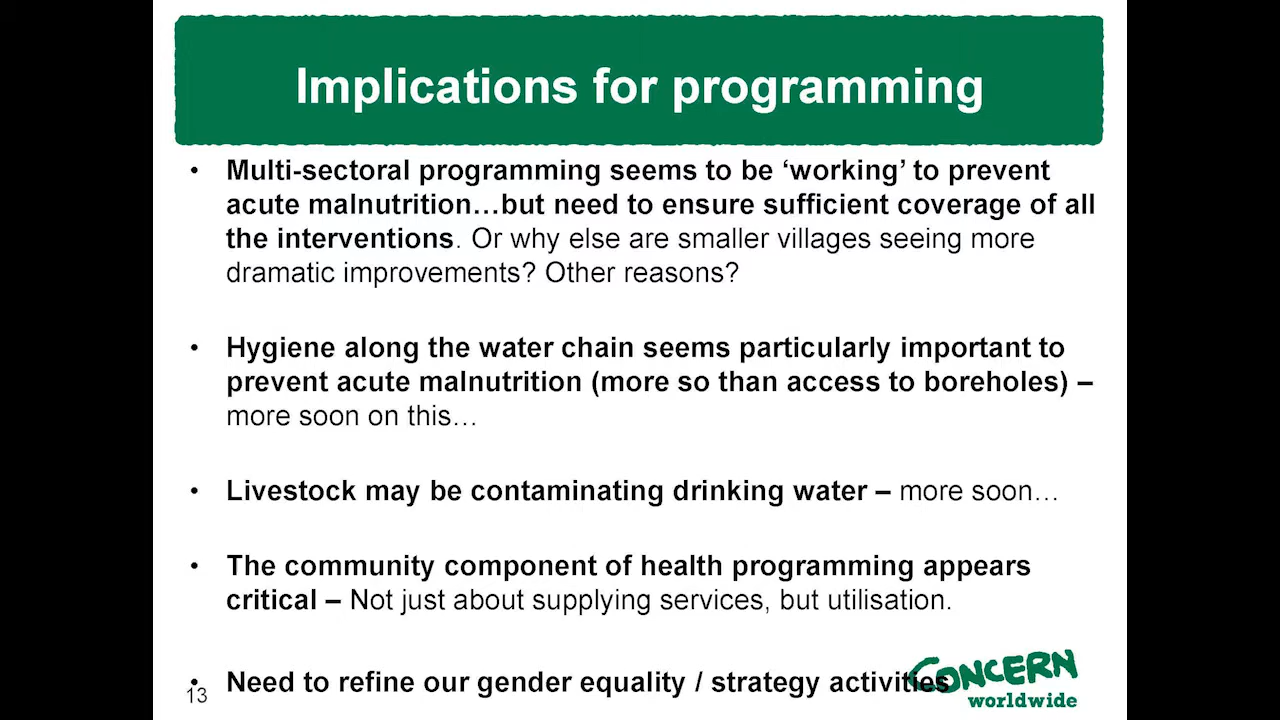 Implications for programming
• Multi-sectoral programming seems to be ‘working’ to prevent
acute malnutrition…but need to ensure sufficient coverage of all
the interventions. Or why else are smaller villages seeing more
dramatic improvements? Other reasons?
• Hygiene along the water chain seems particularly important to
prevent acute malnutrition (more so than access to boreholes) –
more soon on this…
• Livestock may be contaminating drinking water – more soon…
• The community component of health programming appears
critical – Not just about supplying services, but utilisation.
• Need to refine our gender equality / strategy activities
13
CONCERN
worldwide